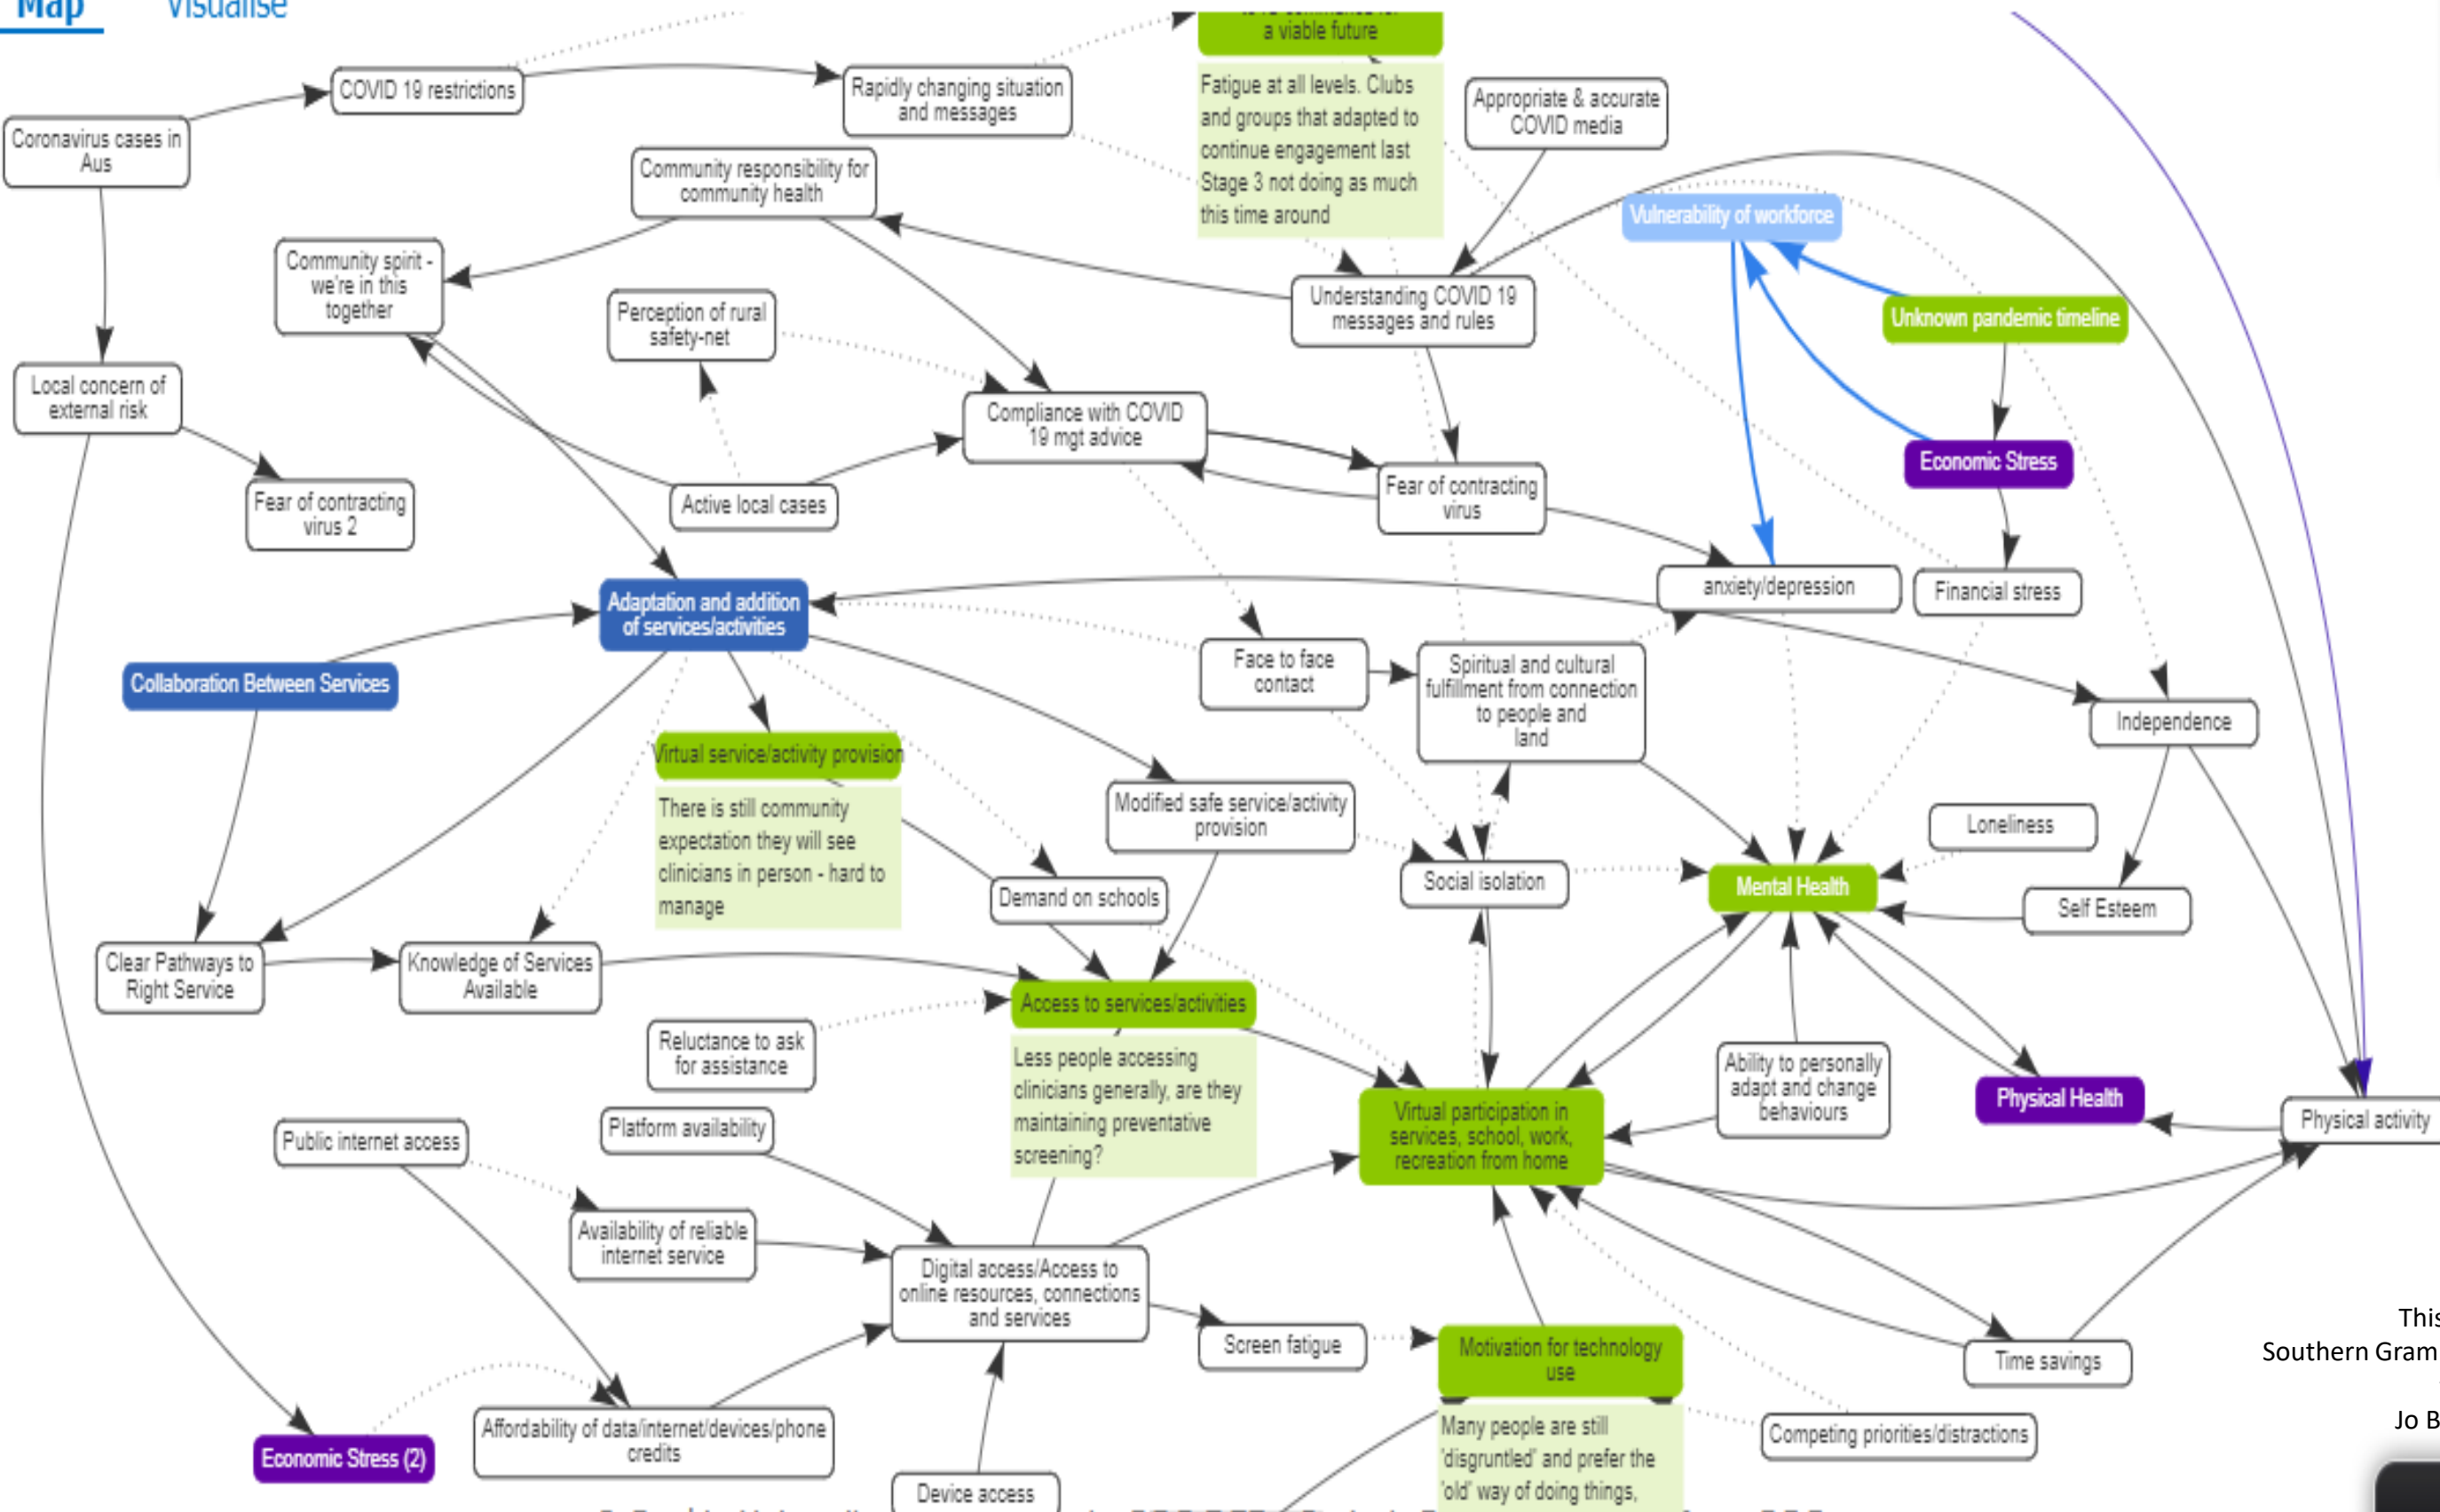 Map Visualise
a viable future
COVID 19 restrictions
Rapidly changing situation
and messages
Fatigue at all levels. Clubs
and groups that adapted to
continue engagement last
Stage 3 not doing as much
this time around
Appropriate & accurate
COVID media
Coronavirus cases in
Aus
Community responsibility for
community health
Vulnerability of workforce
Community spirit -
we're in this
together
Perception of rural
safety-net
Understanding COVID 19
messages and rules
Unknown pandemic timeline
Local concern of
external risk
Compliance with COVID
19 mgt advice
Economic Stress
Fear of contracting
virus 2
Active local cases
Fear of contracting
virus
anxiety/depression
Financial stress
Adaptation and addition
of services/activities
Collaboration Between Services
Face to face
contact
Spiritual and cultural
fulfillment from connection
to people and
land
Independence
Virtual service/activity provision
There is still community
expectation they will see
clinicians in person - hard to
manage
Modified safe service/activity
provision
Loneliness
Demand on schools
Social isolation
Mental Health
Self Esteem
Clear Pathways to
Right Service
Knowledge of Services
Available
Access to services/activities
Less people accessing
clinicians generally, are they
maintaining preventative
screening?
Reluctance to ask
for assistance
Ability to personally
adapt and change
behaviours
Physical Health
Physical activity
Public internet access
Platform availability
Virtual participation in
services, school, work,
recreation from home
Availability of reliable
internet service
Digital access/Access to
online resources, connections
and services
Screen fatigue
Motivation for technology
use
Time savings
This
Southern Gram
Jo B
Many people are still
'disgruntled' and prefer the
'old' way of doing things,
Competing priorities/distractions
Economic Stress (2)
Affordability of data/internet/devices/phone
credits
Device access